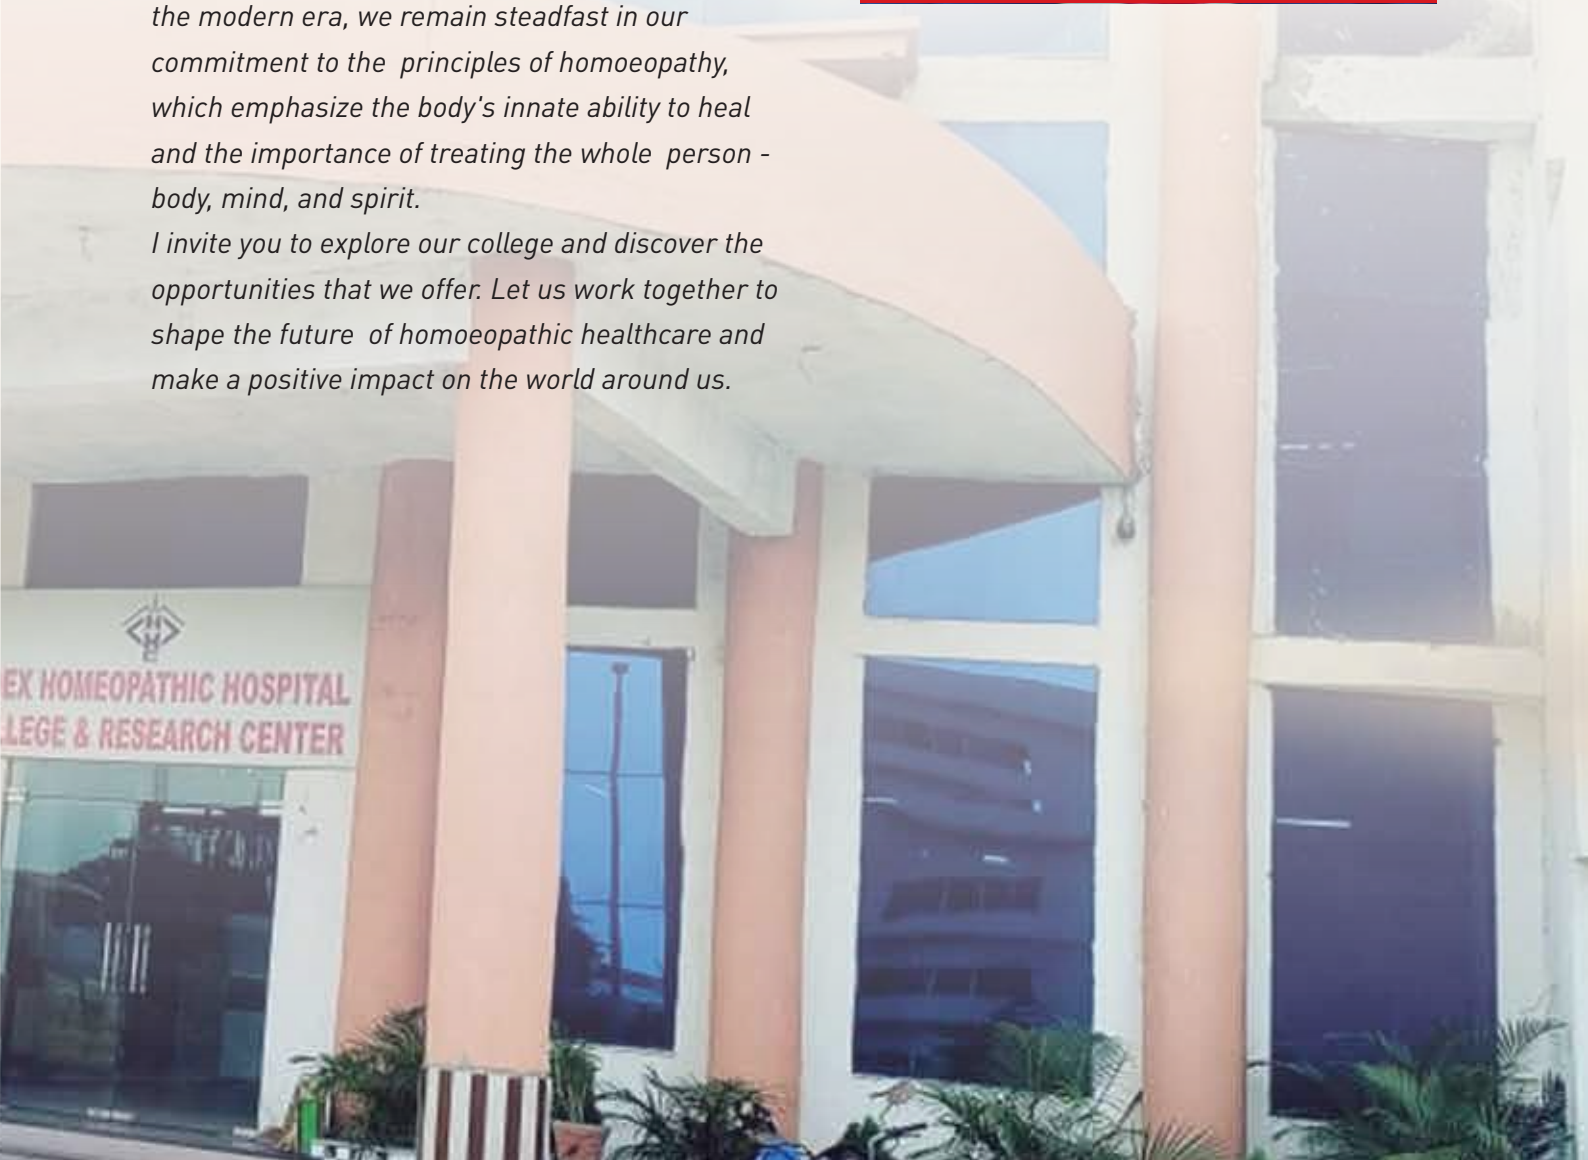 the modern era, we remain steadfast in our
commitment to the principles of homoeopathy,
which emphasize the body's innate ability to heal
and the importance of treating the whole person -
body, mind, and spirit.
I invite you to explore our college and discover the
opportunities that we offer. Let us work together to
shape the future of homoeopathic healthcare and
make a positive impact on the world around us.
EX HOMEOPATHIC HOSPITAL
LLEGE & RESEARCH CENTER